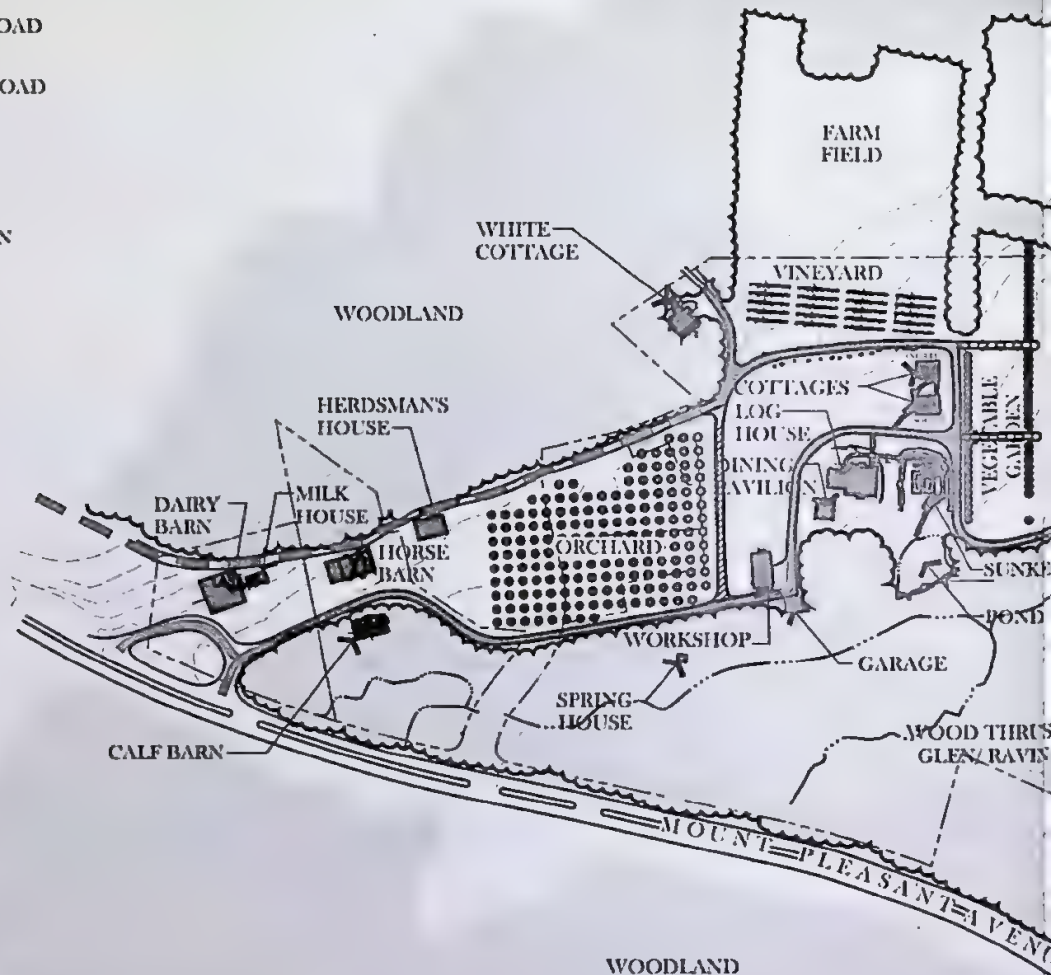 OAD
OAD
N
FARM
FIELD
WHITE
COTTAGE
VINEYARD
WOODLAND
COTTAGES
HERDSMAN'S
HOUSE
LOG
HOUSE
VEGETABLE
GARDEN
DINING
PAVILION
DAIRY
BARN
MILK
HOUSE
HORSE
BARN
ORCHARD
SUNKE
POND
WORKSHOP
GARAGE
SPRING
HOUSE
CALF BARN
WOOD THRUS
GLEN/RAVIN
MOUNT PLEASANT AVENU
WOODLAND